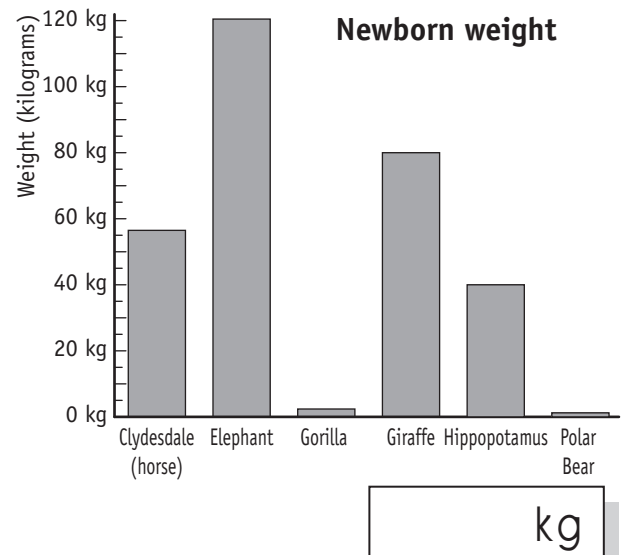 Newborn weight
Weight (kilograms)
120 kg
100 kg
80 kg
60 kg
40 kg
20 kg
0 kg
Clydesdale
(horse)
Elephant
Gorilla
Giraffe
Hippopotamus
Polar
Bear
kg